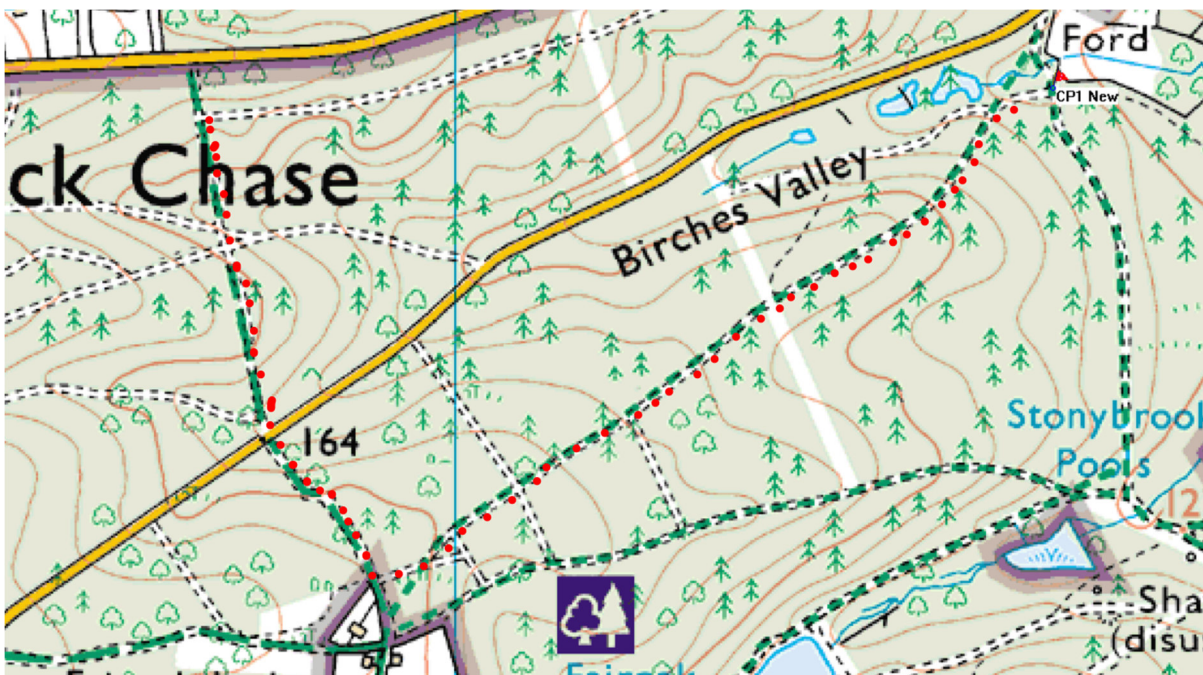 Ford
CP1 New
ck Chase
Birches Valley
164
Stonybrook
Pools
12
Sha
(disu